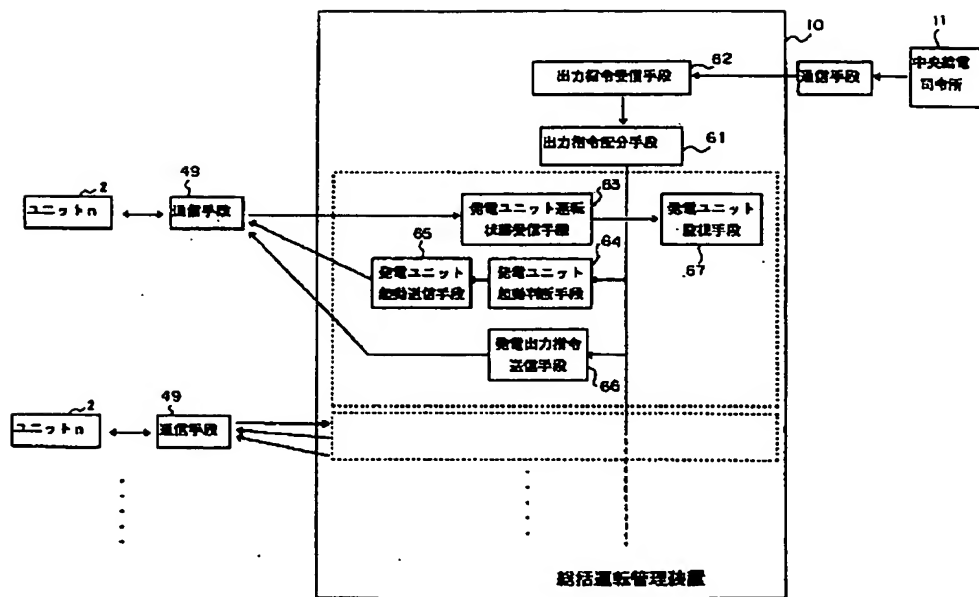 10
11
62
中央給電
司令所
出力指令受信手段
通信手段
61
出力指令配分手段
2
49
63
ユニットn
通信手段
発電ユニット運転
状態受信手段
発電ユニット
監視手段
65
64
67
発電ユニット
起動送信手段
発電ユニット
起動判断手段
発電出力指令
送信手段
66
2
49
ユニットn
通信手段
総括運転管理装置